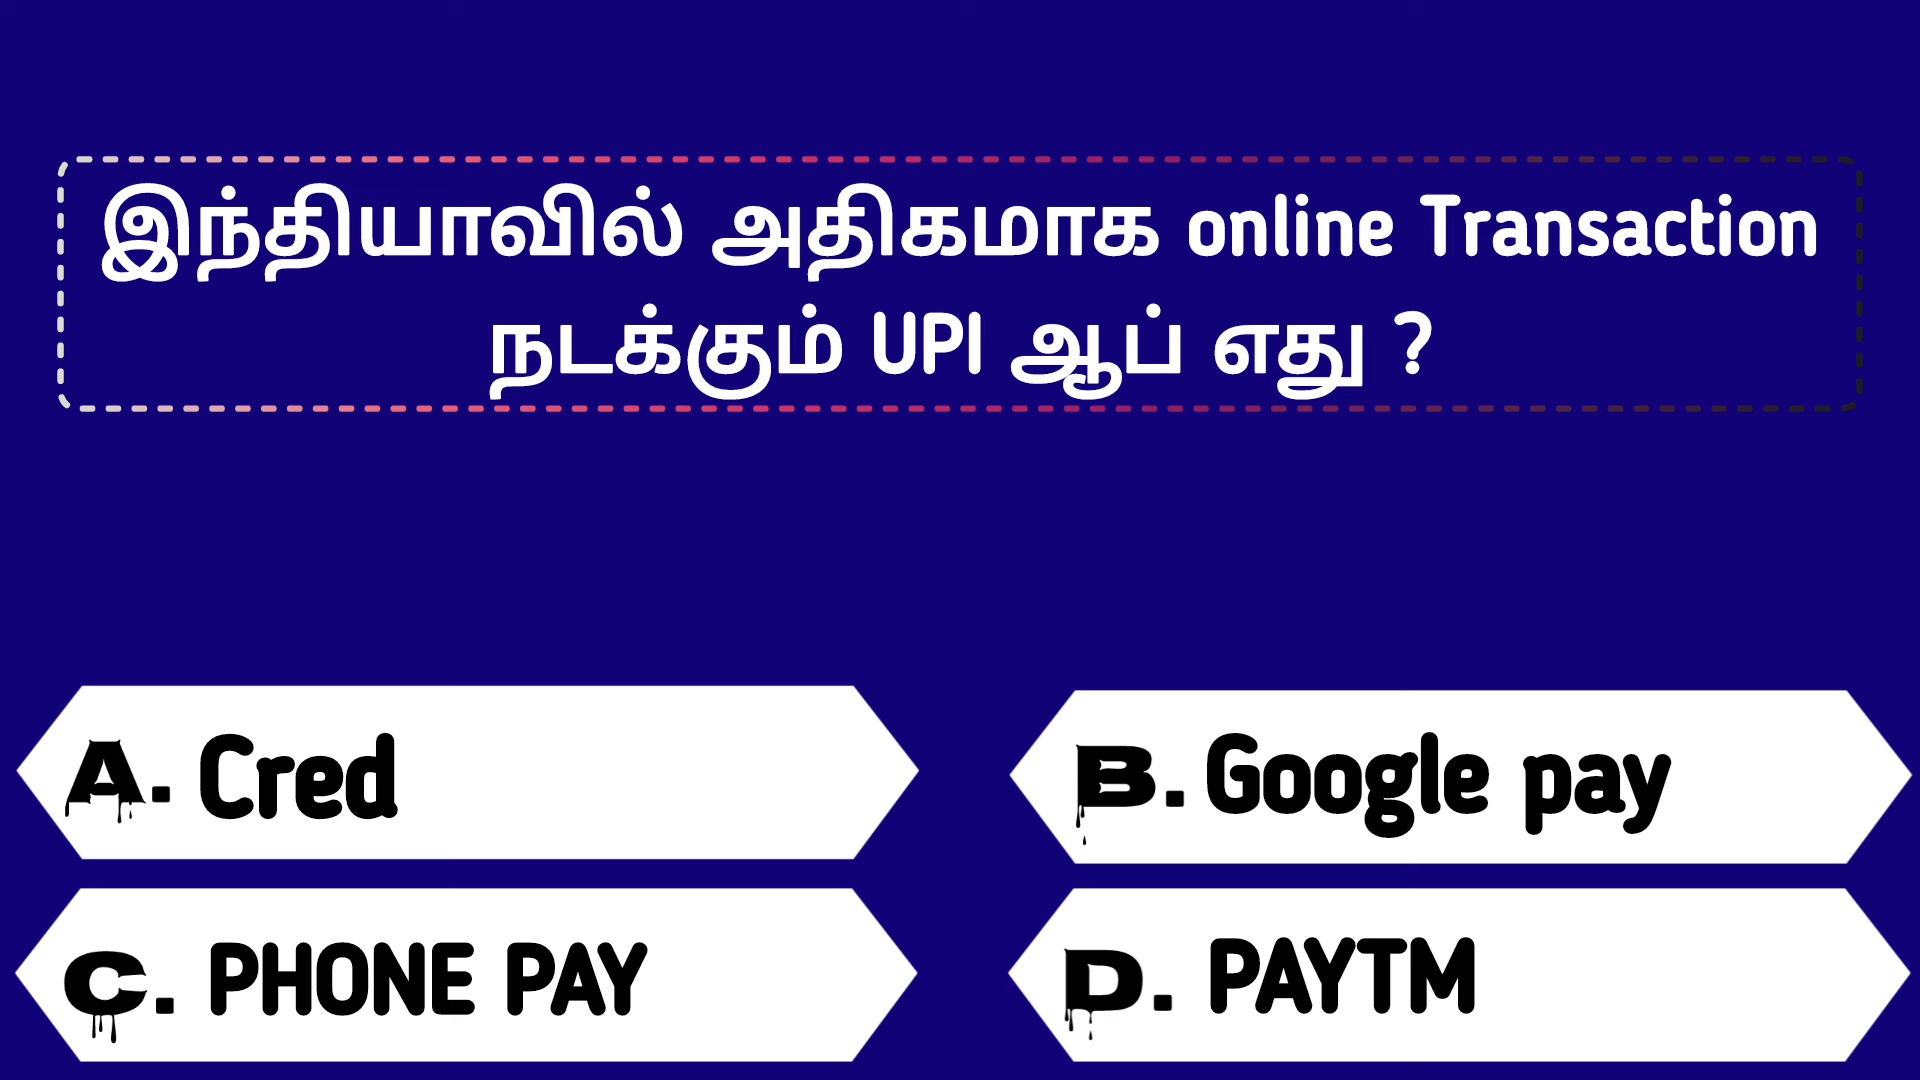 இந்தியாவில் அதிகமாக online Transaction
நடக்கும் UPI ஆப் எது ?
A. Cred
B. Google pay
C. PHONE PAY
D. PAYTM